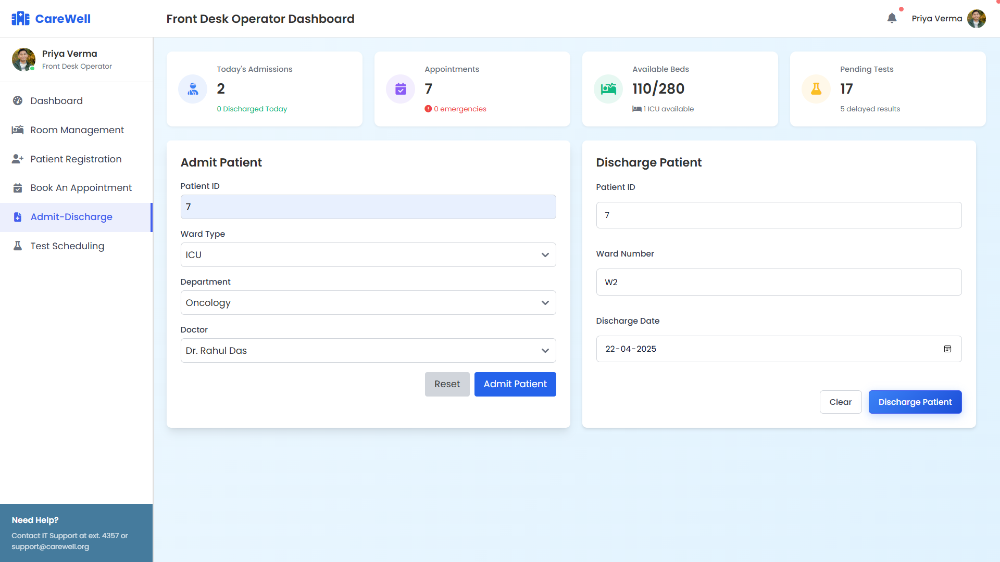 CareWell
Front Desk Operator Dashboard
Priya Verma
Priya Verma
Front Desk Operator
Dashboard
Room Management
Patient Registration
Book An Appointment
Admit-Discharge
Test Scheduling
Need Help?
Contact IT Support at ext. 4357 or
support@carewell.org
Today's Admissions
2
0 Discharged Today
Appointments
7
0 emergencies
Available Beds
110/280
1 ICU available
Pending Tests
17
5 delayed results
Admit Patient
Patient ID
7
Ward Type
ICU
Department
Oncology
Doctor
Dr. Rahul Das
Reset
Admit Patient
Discharge Patient
Patient ID
7
Ward Number
W2
Discharge Date
22-04-2025
Clear
Discharge Patient